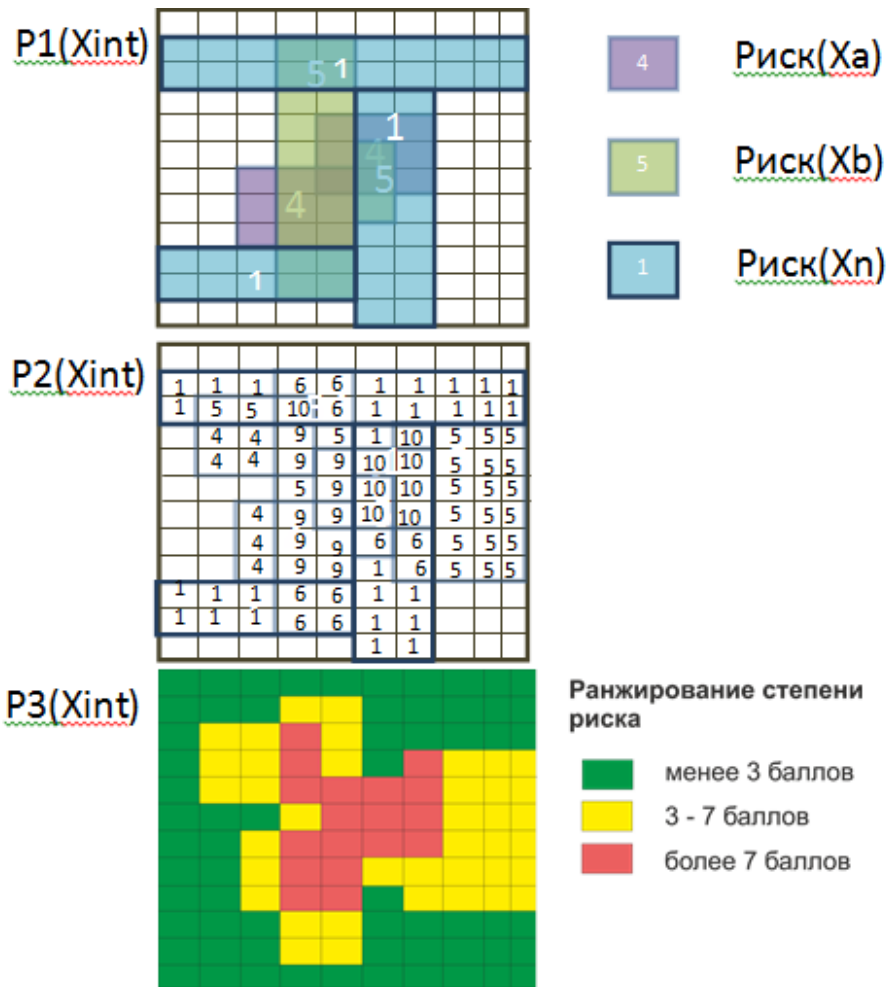 P1(Xint)
5 1
1
4
5
4
1
4 Риск(Xa)
5 Риск(Xb)
1 Риск(Xn)
P2(Xint)
1 1 1 6 6 1 1 1 1 1
1 5 5 10 6 1 1 1 1 1
4 4 9 5 1 10 5 5 5
4 4 9 9 10 10 5 5 5
5 9 10 10 5 5 5
4 9 9 10 10 5 5 5
4 9 9 6 6 5 5 5
4 9 9 1 6 5 5 5
1 1 1 6 6 1 1
1 1 1 6 6 1 1
1 1
P3(Xint)
Ранжирование степени
риска
менее 3 баллов
3 - 7 баллов
более 7 баллов